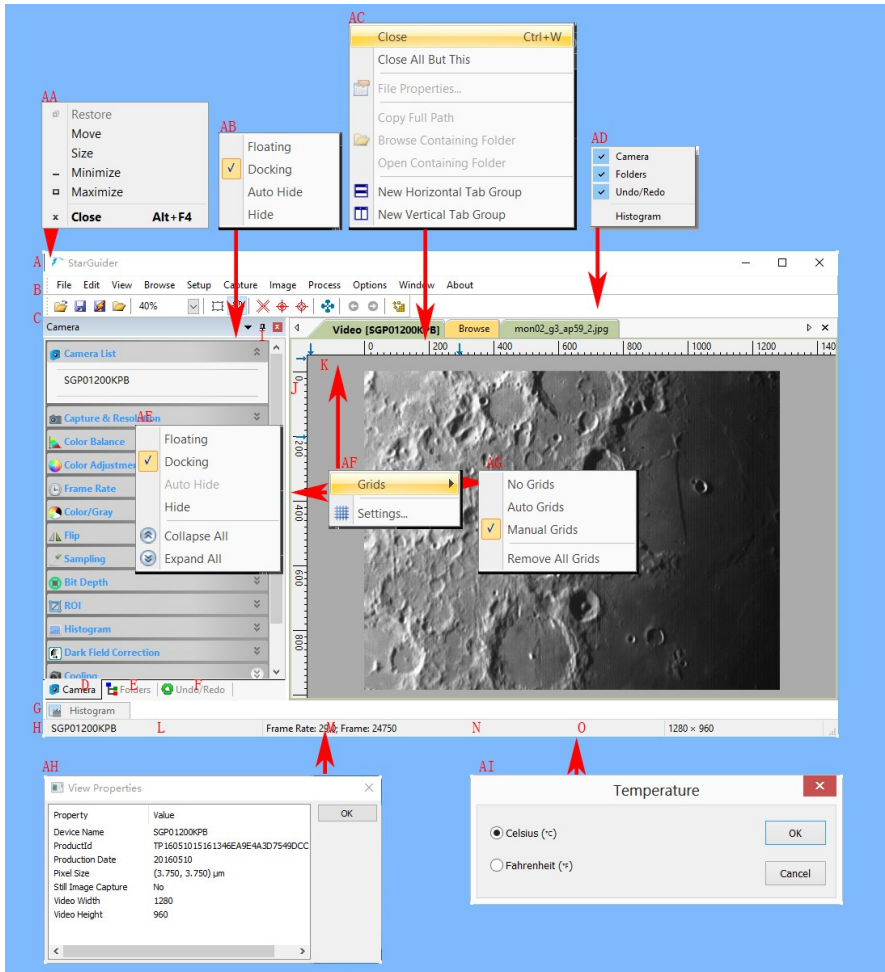 AC
Close Ctrl+W
Close All But This
File Properties...
Copy Full Path
Browse Containing Folder
Open Containing Folder
New Horizontal Tab Group
New Vertical Tab Group
AA
Restore
Move
Size
Minimize
Maximize
Close Alt+F4
AB
Floating
Docking
Auto Hide
Hide
AD
Camera
Folders
Undo/Redo
Histogram
A StarGuider
B File Edit View Browse Setup Capture Image Process Options Window About
C 40%
Camera I
Video [SGP01200KPB] Browse mon02_g3_ap59_2.jpg
0 200 400 600 800 1000 1200 140
K
J
0
200
400
600
800
Camera List
SGP01200KPB
Capture & Resolution
Color Balance
Color Adjustme
Frame Rate
Color/Gray
Flip
Sampling
Bit Depth
ROI
Histogram
Dark Field Correction
Cooling
AE
Floating
Docking
Auto Hide
Hide
Collapse All
Expand All
AF
Grids
Settings...
AG
No Grids
Auto Grids
Manual Grids
Remove All Grids
D E F
Camera Folders Undo/Redo
G Histogram
H SGP01200KPB L Frame Rate: 29.0; Frame: 24750 M N O 1280 × 960
AH
View Properties
Property Value
Device Name SGP01200KPB
ProductId TP16051015161346EA9E4A3D7549DCC
Production Date 20160510
Pixel Size (3.750, 3.750) μm
Still Image Capture No
Video Width 1280
Video Height 960
OK
AI
Temperature
Celsius (℃)
Fahrenheit (℉)
OK
Cancel